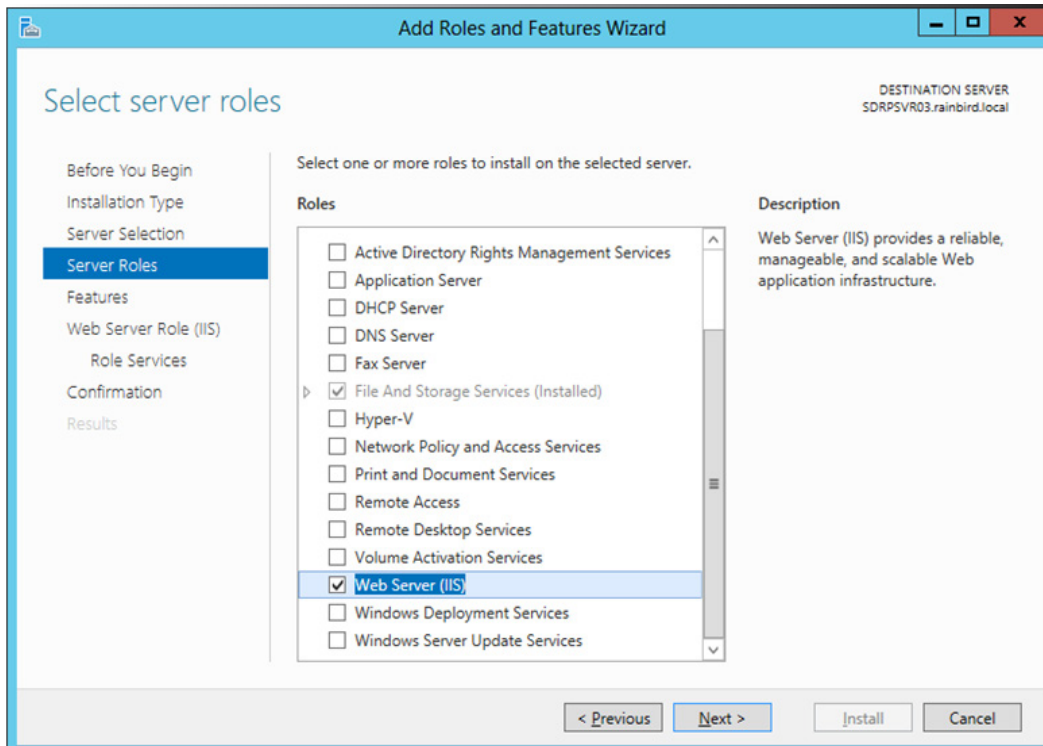 Add Roles and Features Wizard
Select server roles
DESTINATION SERVER
SDRPSVR03.rainbird.local
Before You Begin
Installation Type
Server Selection
Server Roles
Features
Web Server Role (IIS)
Role Services
Confirmation
Results
Select one or more roles to install on the selected server.
Roles
Active Directory Rights Management Services
Application Server
DHCP Server
DNS Server
Fax Server
File And Storage Services (Installed)
Hyper-V
Network Policy and Access Services
Print and Document Services
Remote Access
Remote Desktop Services
Volume Activation Services
Web Server (IIS)
Windows Deployment Services
Windows Server Update Services
Description
Web Server (IIS) provides a reliable,
manageable, and scalable Web
application infrastructure.
< Previous
Next >
Install
Cancel